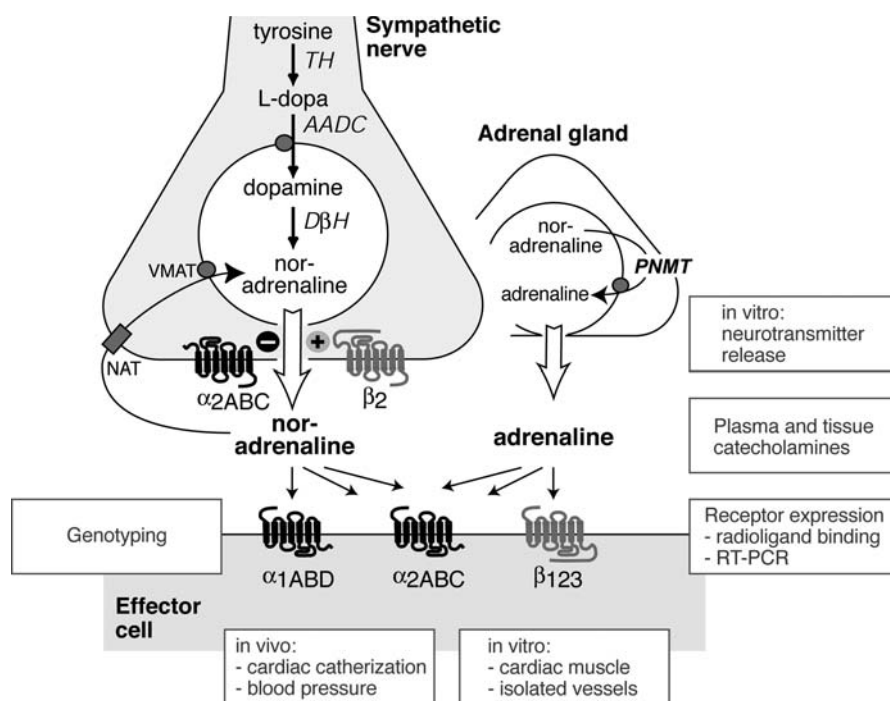 tyrosine
Sympathetic
nerve
TH
L-dopa
AADC
dopamine
DβH
nor-
adrenaline
VMAT
NAT
α2ABC
β2
nor-
adrenaline
Adrenal gland
nor-
adrenaline
PNMT
adrenaline
adrenaline
in vitro:
neurotransmitter
release
Plasma and tissue
catecholamines
Genotyping
Receptor expression
- radioligand binding
- RT-PCR
α1ABD
α2ABC
β123
Effector
cell
in vivo:
- cardiac catherization
- blood pressure
in vitro:
- cardiac muscle
- isolated vessels